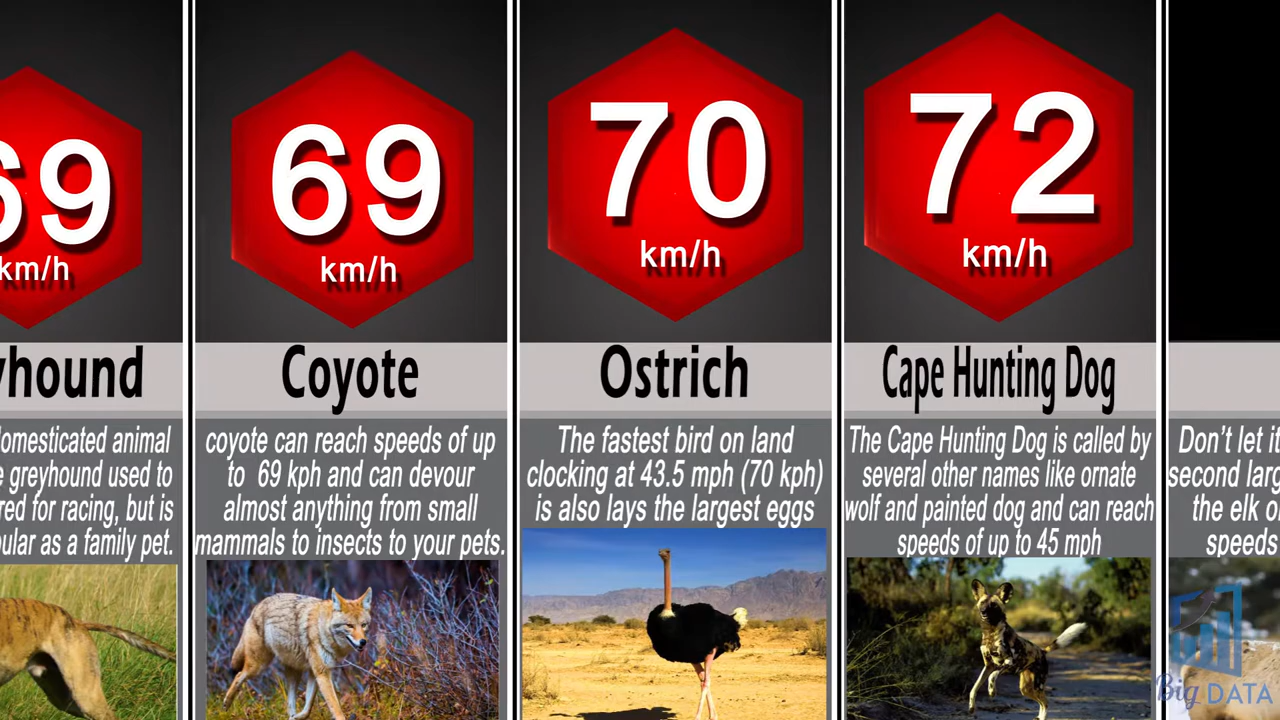 69
km/h
yhound
domesticated animal
greyhound used to
red for racing, but is
pular as a family pet.
69
km/h
Coyote
coyote can reach speeds of up
to 69 kph and can devour
almost anything from small
mammals to insects to your pets.
70
km/h
Ostrich
The fastest bird on land
clocking at 43.5 mph (70 kph)
is also lays the largest eggs
72
km/h
Cape Hunting Dog
The Cape Hunting Dog is called by
several other names like ornate
wolf and painted dog and can reach
speeds of up to 45 mph
Don't let it
second larg
the elk o
speeds
Big DATA